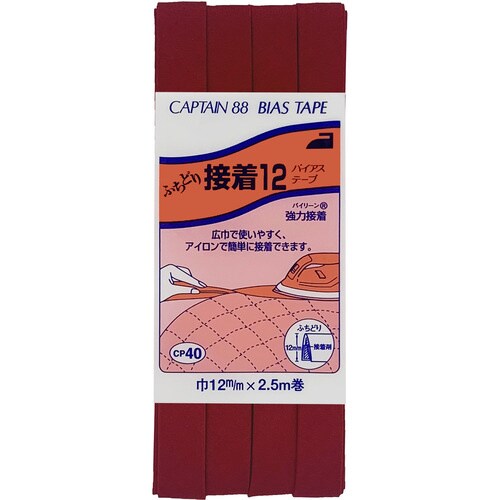 CAPTAIN 88 BIAS TAPE
ふちどり 接着12 バイアス
テープ
バイリーン®
強力接着
広巾で使いやすく、
アイロンで簡単に接着できます。
ふちどり
12mm 接着剤
CP40
巾12m/m×2.5m巻